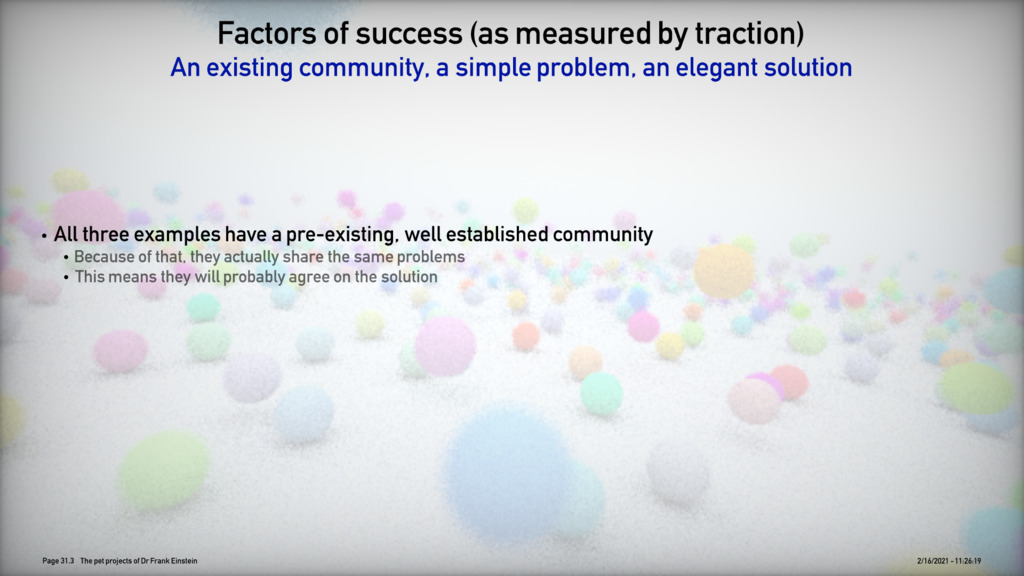 Factors of success (as measured by traction)
An existing community, a simple problem, an elegant solution
• All three examples have a pre-existing, well established community
• Because of that, they actually share the same problems
• This means they will probably agree on the solution
Page 31.3 The pet projects of Dr Frank Einstein
2/16/2021 - 11:26:19